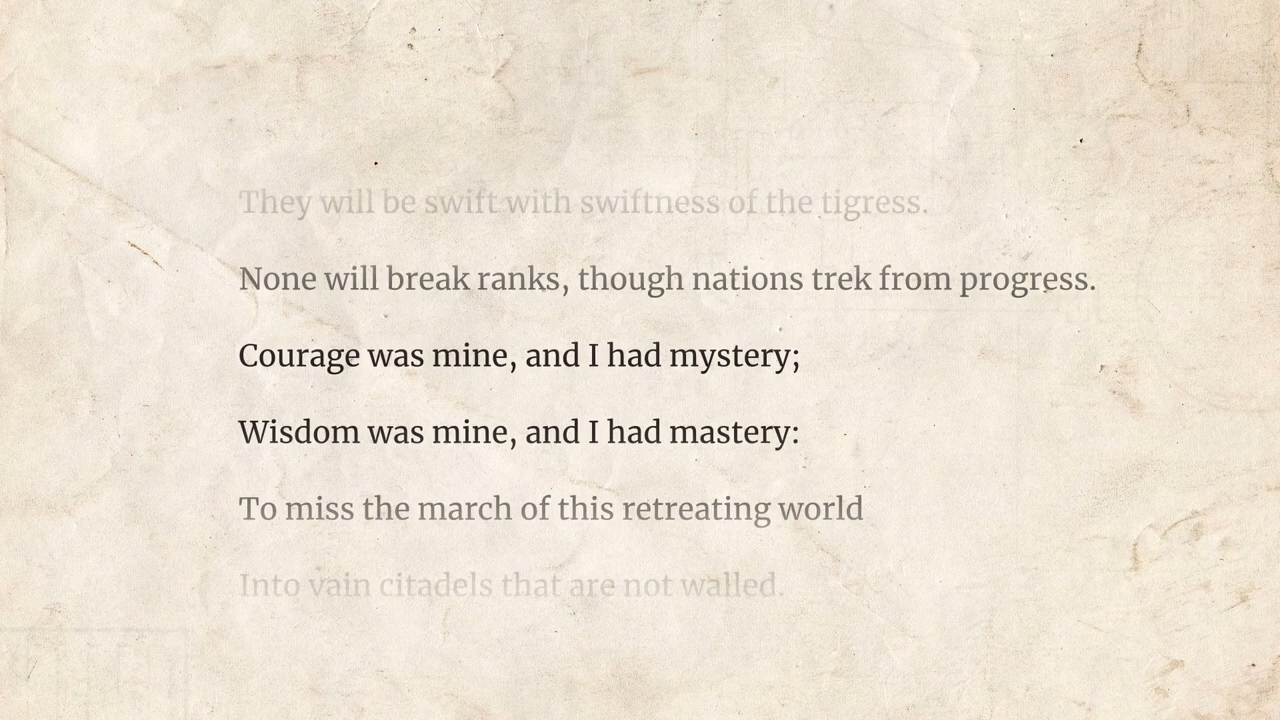 They will be swift with swiftness of the tigress.
None will break ranks, though nations trek from progress.
Courage was mine, and I had mystery;
Wisdom was mine, and I had mastery:
To miss the march of this retreating world
Into vain citadels that are not walled.